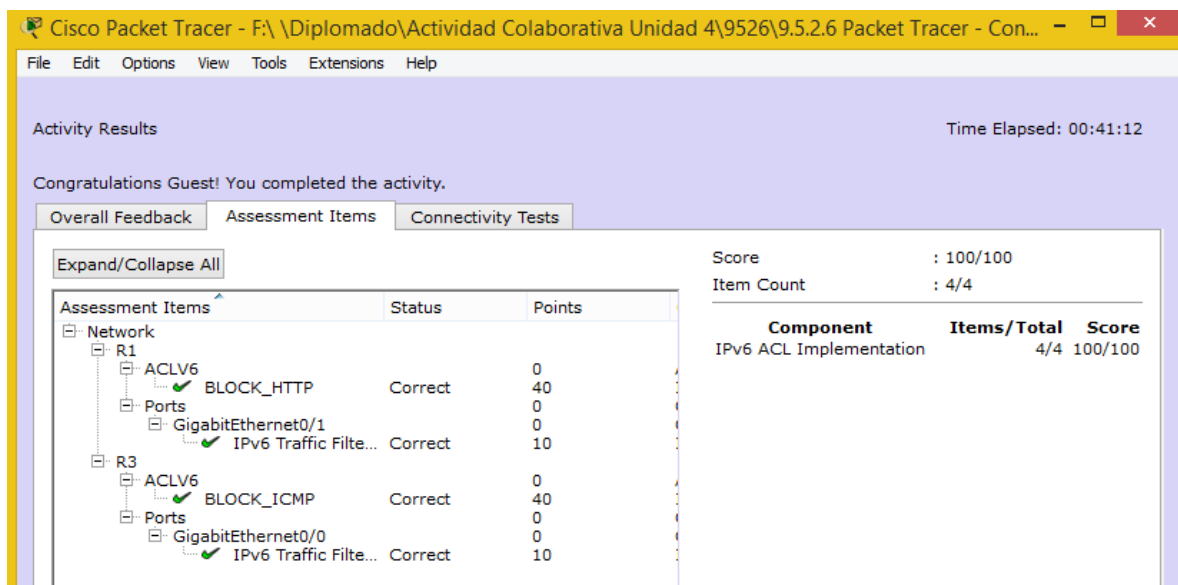 Cisco Packet Tracer - F:\ \Diplomado\Actividad Colaborativa Unidad 4\9526\9.5.2.6 Packet Tracer - Con...
File Edit Options View Tools Extensions Help
Activity Results Time Elapsed: 00:41:12
Congratulations Guest! You completed the activity.
Overall Feedback Assessment Items Connectivity Tests
Expand/Collapse All
Score : 100/100
Item Count : 4/4
Component Items/Total Score
IPv6 ACL Implementation 4/4 100/100
Assessment Items Status Points
Network
R1
ACLV6 0
BLOCK_HTTP Correct 40
Ports 0
GigabitEthernet0/1 0
IPv6 Traffic Filte... Correct 10
R3
ACLV6 0
BLOCK_ICMP Correct 40
Ports 0
GigabitEthernet0/0 0
IPv6 Traffic Filte... Correct 10